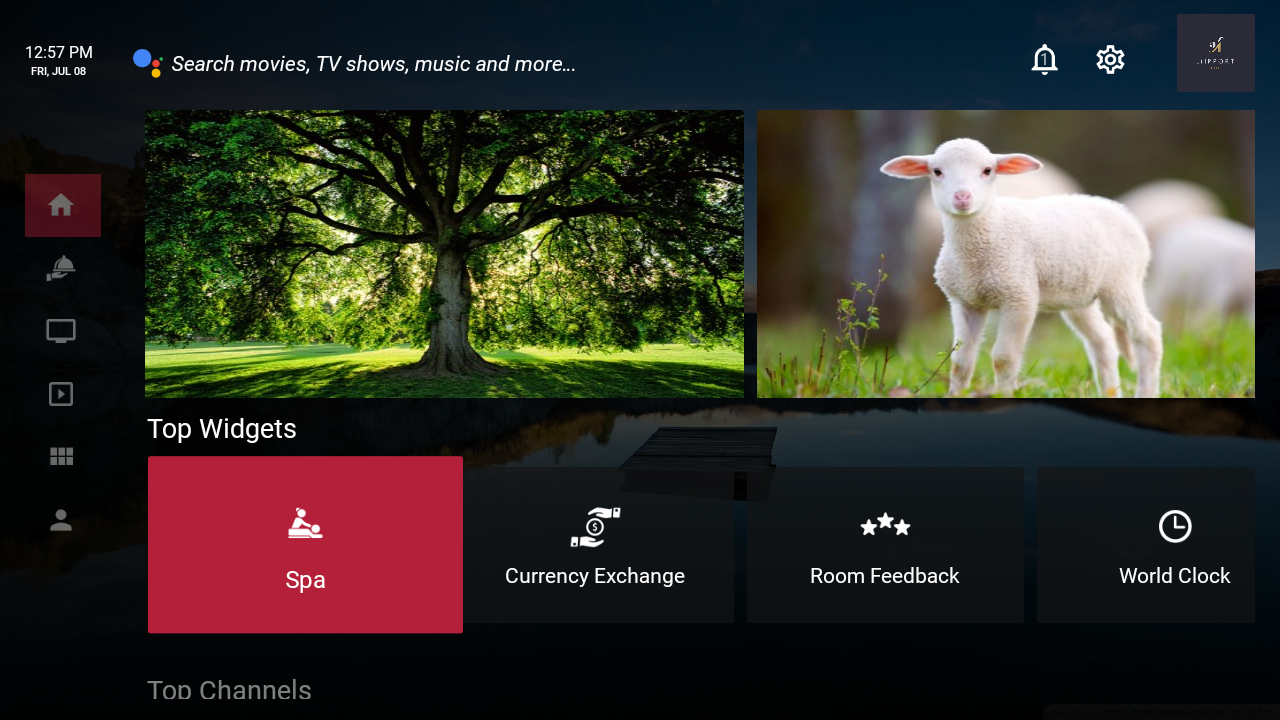 12:57 PM
FRI, JUL 08
Search movies, TV shows, music and more...
1
Top Widgets
Spa
$
Currency Exchange
Room Feedback
World Clock
Top Channels